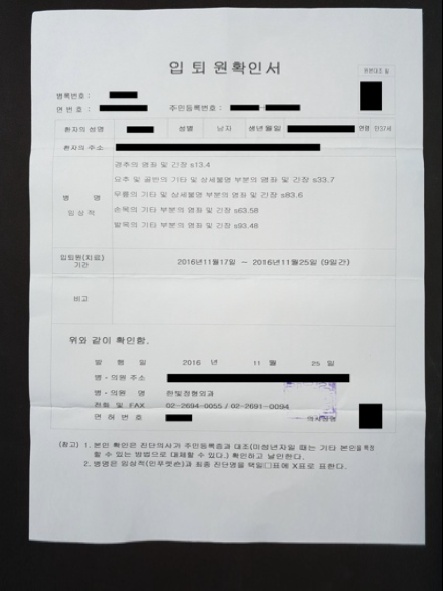 입 퇴 원확인서
원본대조 필
병록번호 :
연 번 호 : 주민등록번호 : -
환자의 성명 성별 남자 생년월일 연령 만
환자의 주소
경추의 염좌 및 긴장 s13.4
요추 및 골반의 기타 및 상세불명 부분의 염좌 및 긴장 s33.7
병 명 무릎의 기타 및 상세불명 부분의 염좌 및 긴장 s83.6
임상적 손목의 기타 부분의 염좌 및 긴장 s63.58
발목의 기타 부분의 염좌 및 긴장 s93.48
입퇴원(치료)
기간 2016년11월17일 ~ 2016년11월25일 (9일간)
비고
위와 같이 확인함.
발 행 일 2016 년 11 월 25 일
병·의원 주소
병·의원 명 한빛정형외과
전화 및 FAX 02-2694-0055 / 02-2691-0094
면 허 번 호 의사성명
(참고) 1. 본인 확인은 진단의사가 주민등록증과 대조(미성년자일 때는 기타 본인을 확정
할 수 있는 방법으로 대체할 수 있다.) 확인하고 날인한다.
2. 병명은 임상적(인푸렛슨)과 최종 진단명을 택일□표에 X표로 표한다.